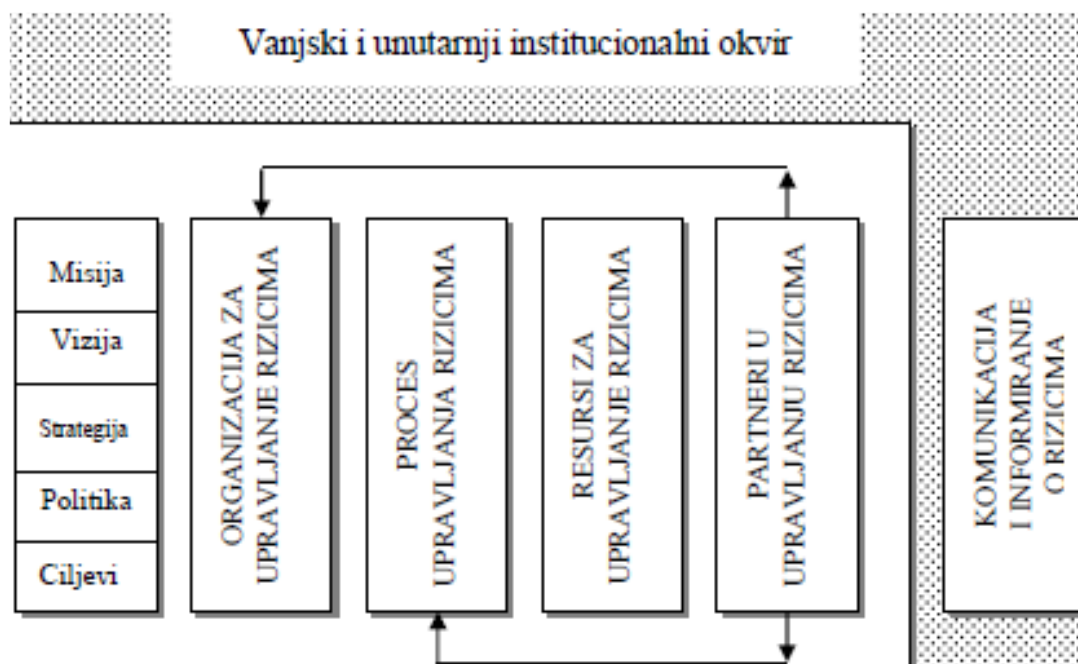 Vanjski i unutarnji institucionalni okvir
Misija
Vizija
Strategija
Politika
Ciljevi
ORGANIZACIJA ZA
UPRAVLJANJE RIZICIMA
PROCES
UPRAVLJANJA RIZICIMA
RESURSI ZA
UPRAVLJANJE RIZICIMA
PARTNERI U
UPRAVLJANJU RIZICIMA
KOMUNIKACIJA
I INFORMIRANJE
O RIZICIMA